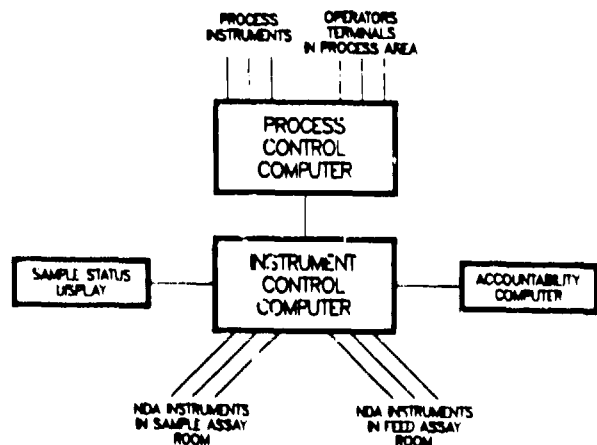 PROCESS
INSTRUMENTS
OPERATORS
TERMINALS
IN PROCESS AREA
PROCESS
CONTROL
COMPUTER
INSTRUMENT
CONTROL
COMPUTER
SAMPLE STATUS
DISPLAY
ACCOUNTABILITY
COMPUTER
NDA INSTRUMENTS
IN SAMPLE ASSAY
ROOM
NDA INSTRUMENTS
IN FEED ASSAY
ROOM